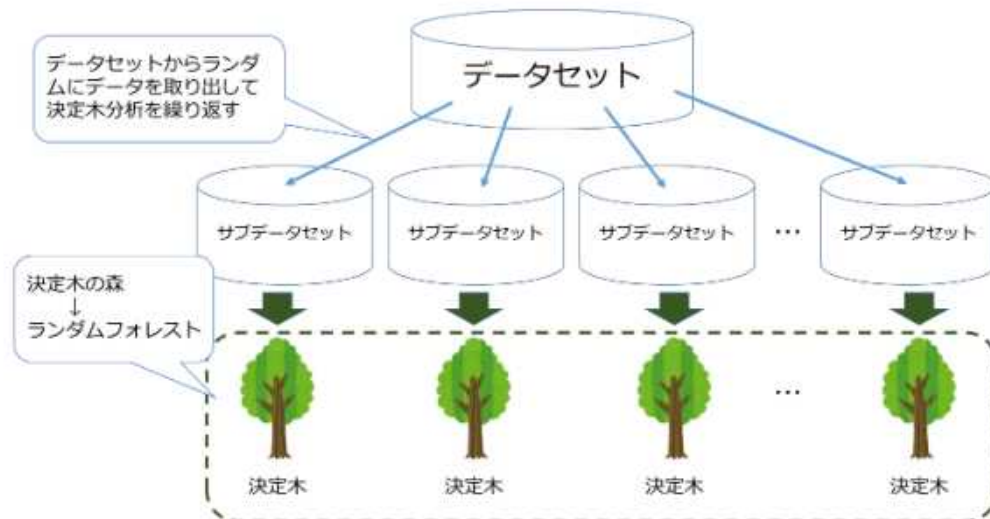 データセット
データセットからランダ
ムにデータを取り出して
決定木分析を繰り返す
サブデータセット
サブデータセット
サブデータセット
…
サブデータセット
決定木の森
↓
ランダムフォレスト
…
決定木
決定木
決定木
決定木